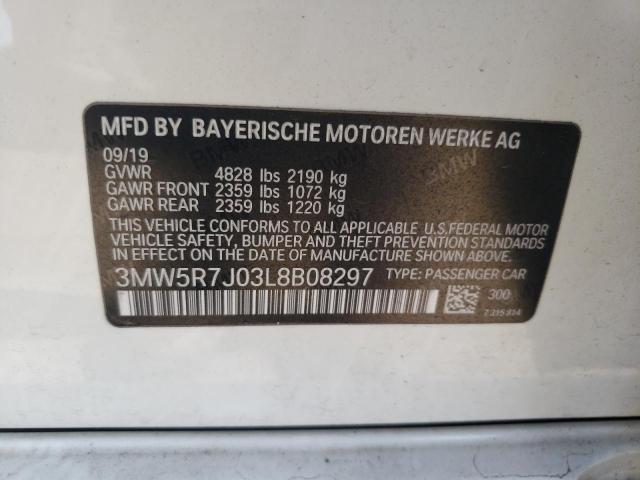 MFD BY BAYERISCHE MOTOREN WERKE AG
09/19
GVWR 4828 lbs 2190 kg
GAWR FRONT 2359 lbs 1072 kg
GAWR REAR 2359 lbs 1220 kg
THIS VEHICLE CONFORMS TO ALL APPLICABLE U.S.FEDERAL MOTOR
VEHICLE SAFETY, BUMPER AND THEFT PREVENTION STANDARDS
IN EFFECT ON THE DATE OF MANUFACTURE SHOWN ABOVE.
3MW5R7J03L8B08297 TYPE: PASSENGER CAR
300